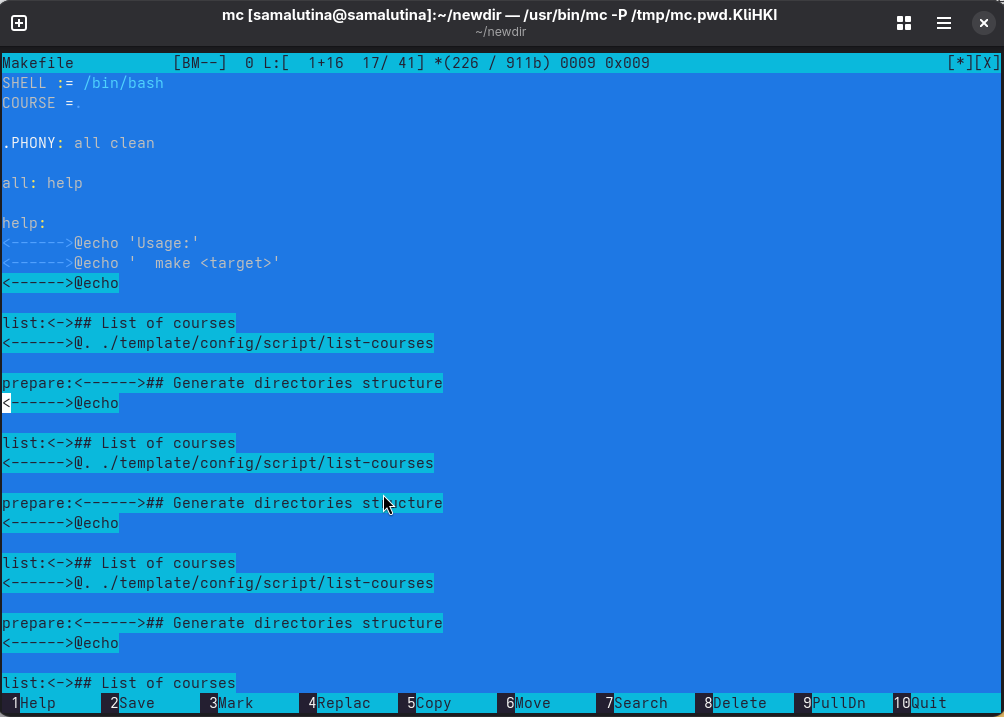 mc [samalutina@samalutina]:~/newdir — /usr/bin/mc -P /tmp/mc.pwd.KliHKI
~/newdir
Makefile           [BM--]  0 L:[  1+16  17/ 41] *(226 / 911b) 0009 0x009                                 [*][X]
SHELL := /bin/bash
COURSE =.

.PHONY: all clean

all: help

help:
<------>@echo 'Usage:'
<------>@echo '  make <target>'
<------>@echo

list:<->## List of courses
<------>@. ./template/config/script/list-courses

prepare:<------>## Generate directories structure
<------>@echo

list:<->## List of courses
<------>@. ./template/config/script/list-courses

prepare:<------>## Generate directories structure
<------>@echo

list:<->## List of courses
<------>@. ./template/config/script/list-courses

prepare:<------>## Generate directories structure
<------>@echo

list:<->## List of courses
1Help 2Save 3Mark 4Replac 5Copy 6Move 7Search 8Delete 9PullDn 10Quit